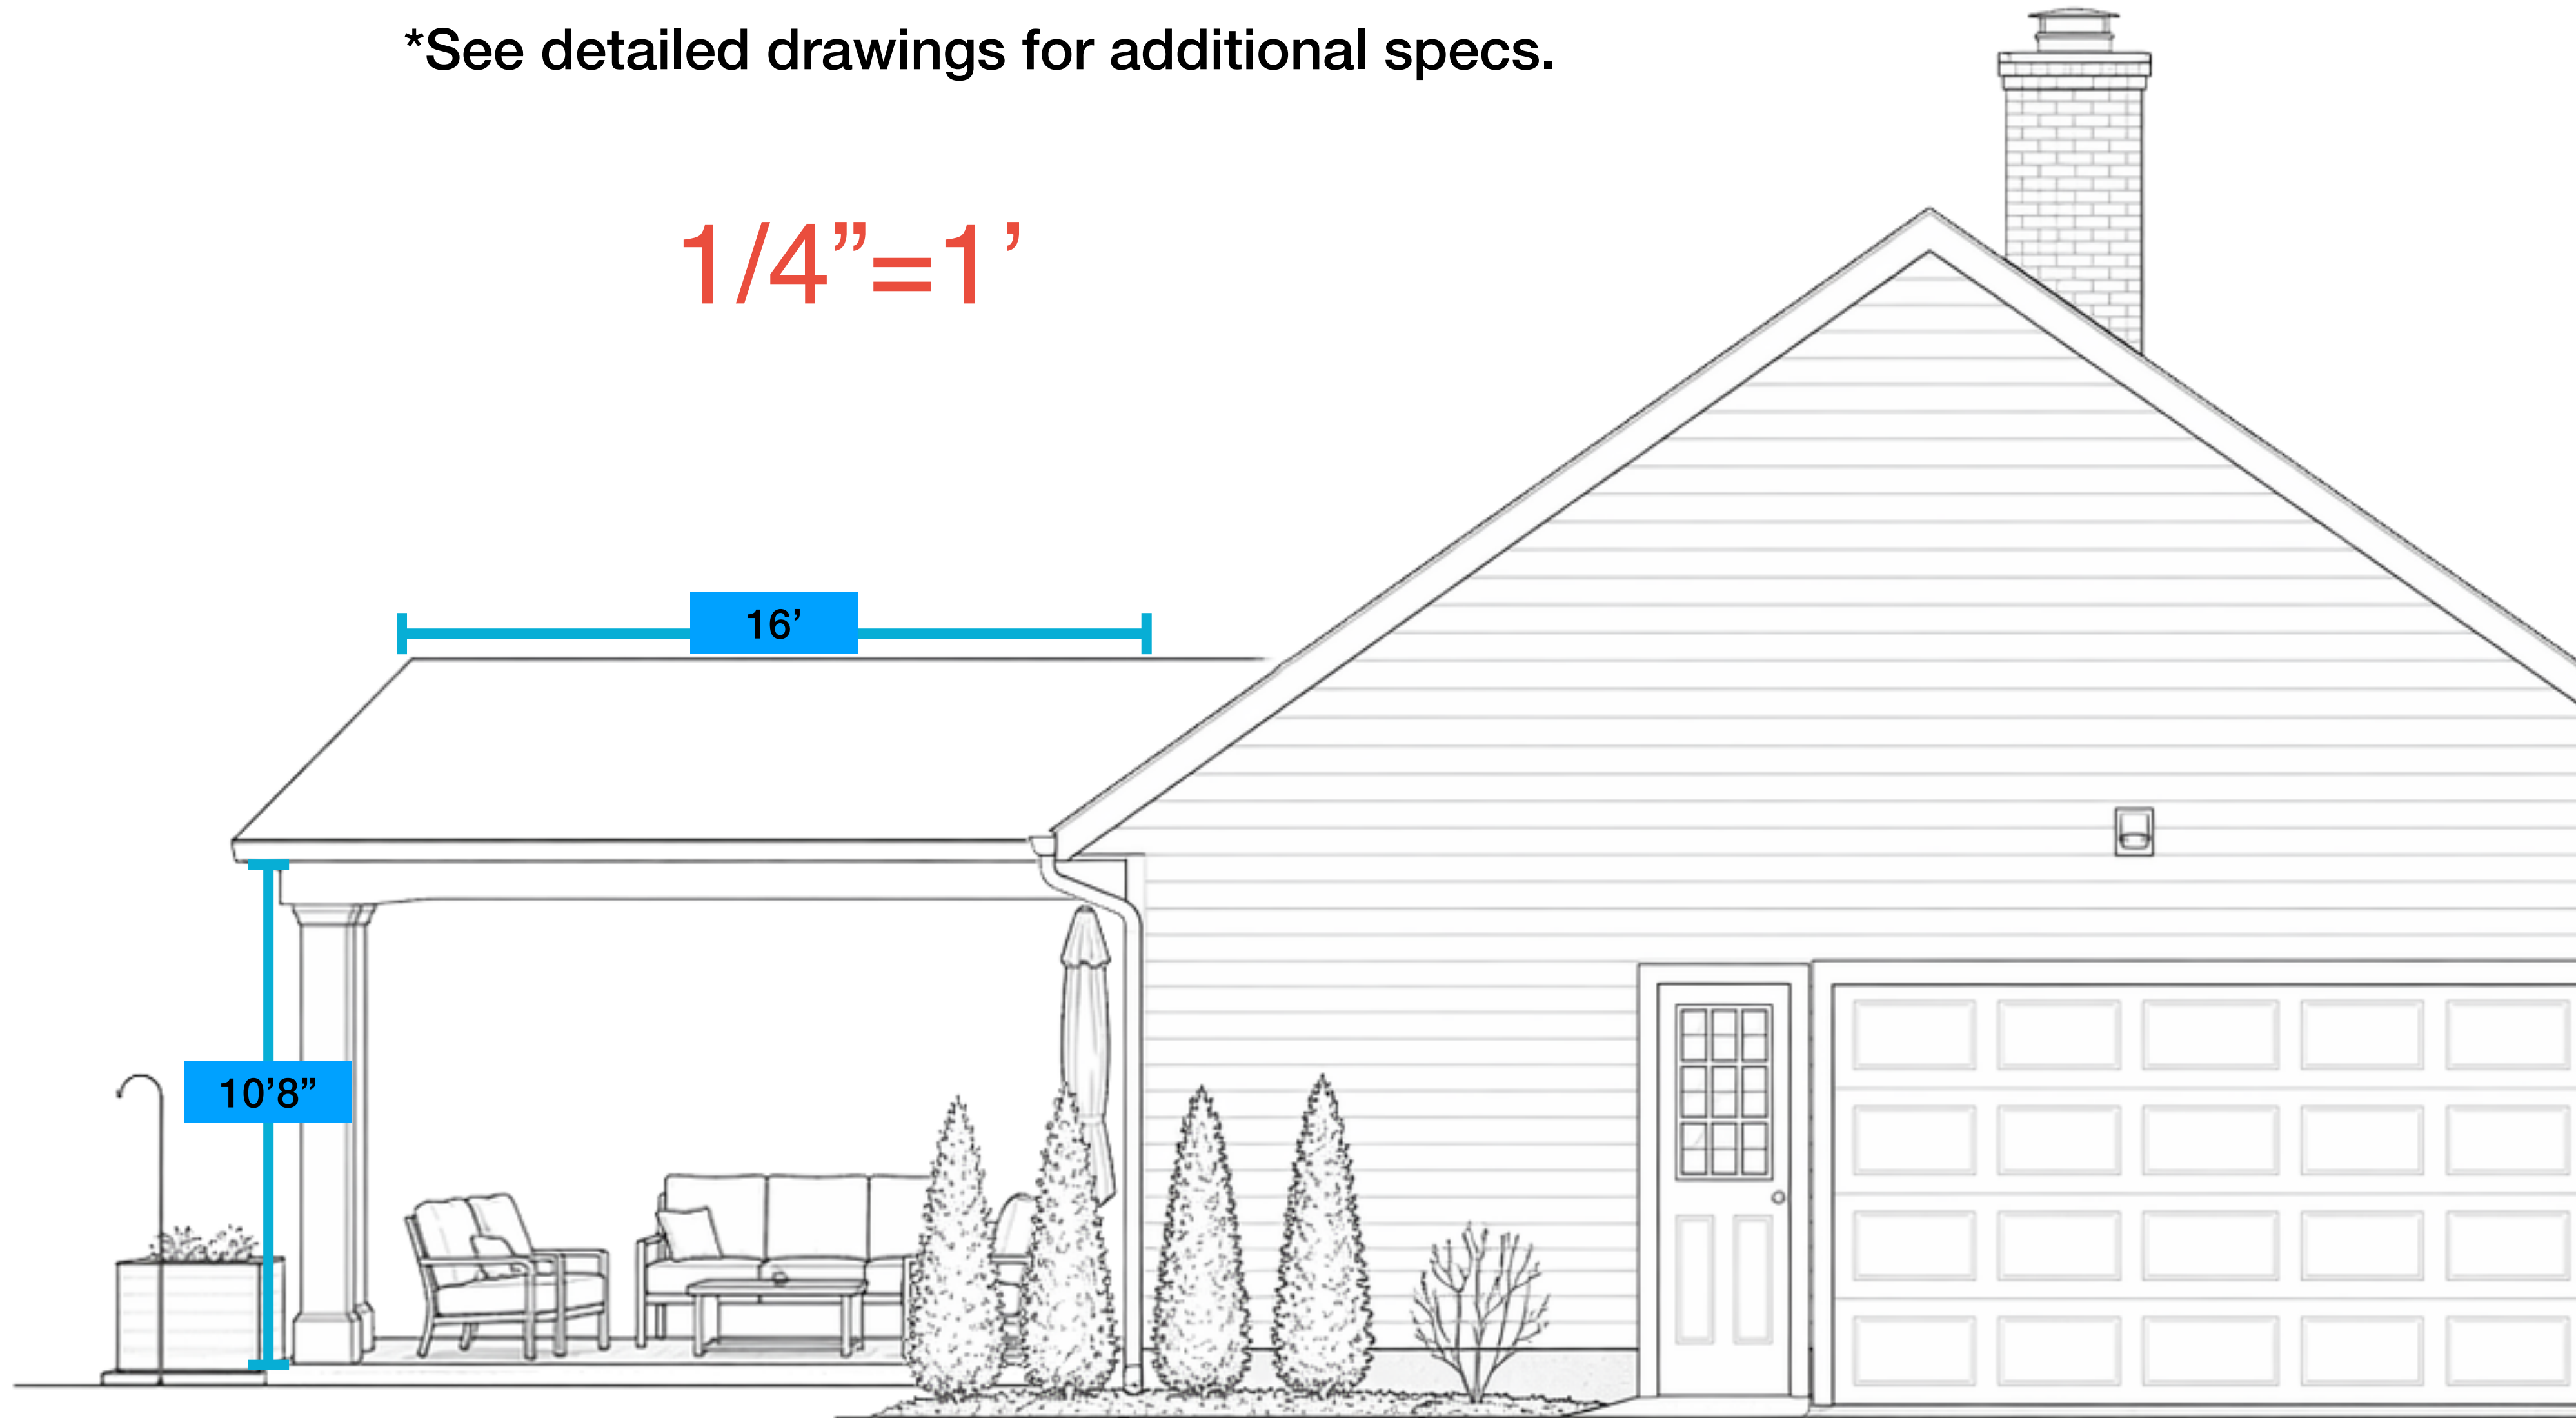 *See detailed drawings for additional specs.
1/4”=1’
16’
10’8”